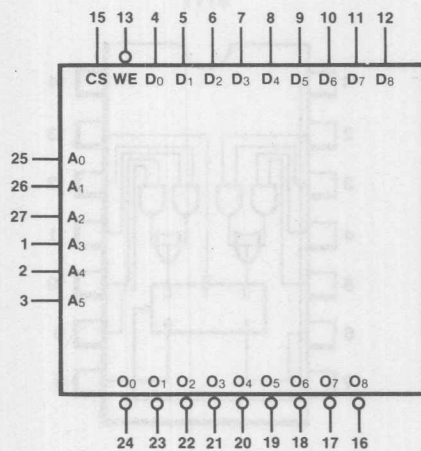 15 13 4 5 6 7 8 9 10 11 12
CS WE D0 D1 D2 D3 D4 D5 D6 D7 D8
25 A0
26 A1
27 A2
1 A3
2 A4
3 A5
O0 O1 O2 O3 O4 O5 O6 O7 O8
24 23 22 21 20 19 18 17 16